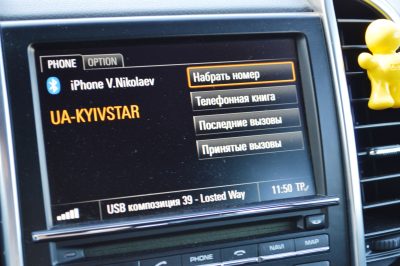 PHONE OPTION
iPhone V.Nikolaev
UA-KYIVSTAR
Набрать номер
Телефонная книга
Последние вызовы
Принятые вызовы
USB композиция 39 - Losted Way
11:50 TP
PHONE NAVI MAP